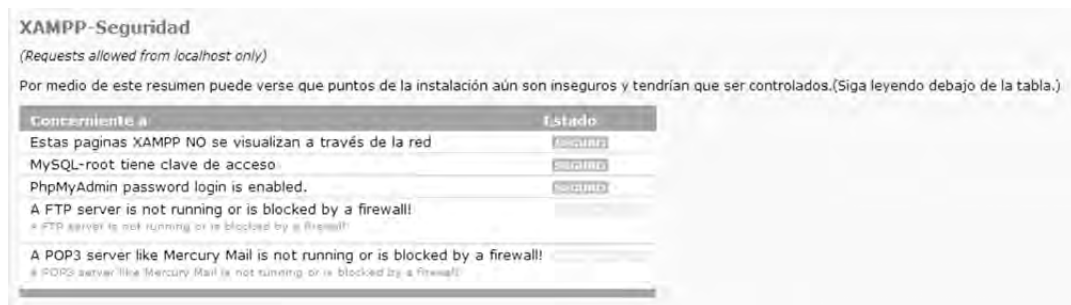 XAMPP-Seguridad
(Requests allowed from localhost only)
Por medio de este resumen puede verse que puntos de la instalación aún son inseguros y tendrían que ser controlados.(Siga leyendo debajo de la tabla.)
Concerniente a Estado
Estas paginas XAMPP NO se visualizan a través de la red SEGURO
MySQL-root tiene clave de acceso SEGURO
PhpMyAdmin password login is enabled. SEGURO
A FTP server is not running or is blocked by a firewall!
A FTP server is not running or is blocked by a firewall!
A POP3 server like Mercury Mail is not running or is blocked by a firewall!
A POP3 server like Mercury Mail is not running or is blocked by a firewall!